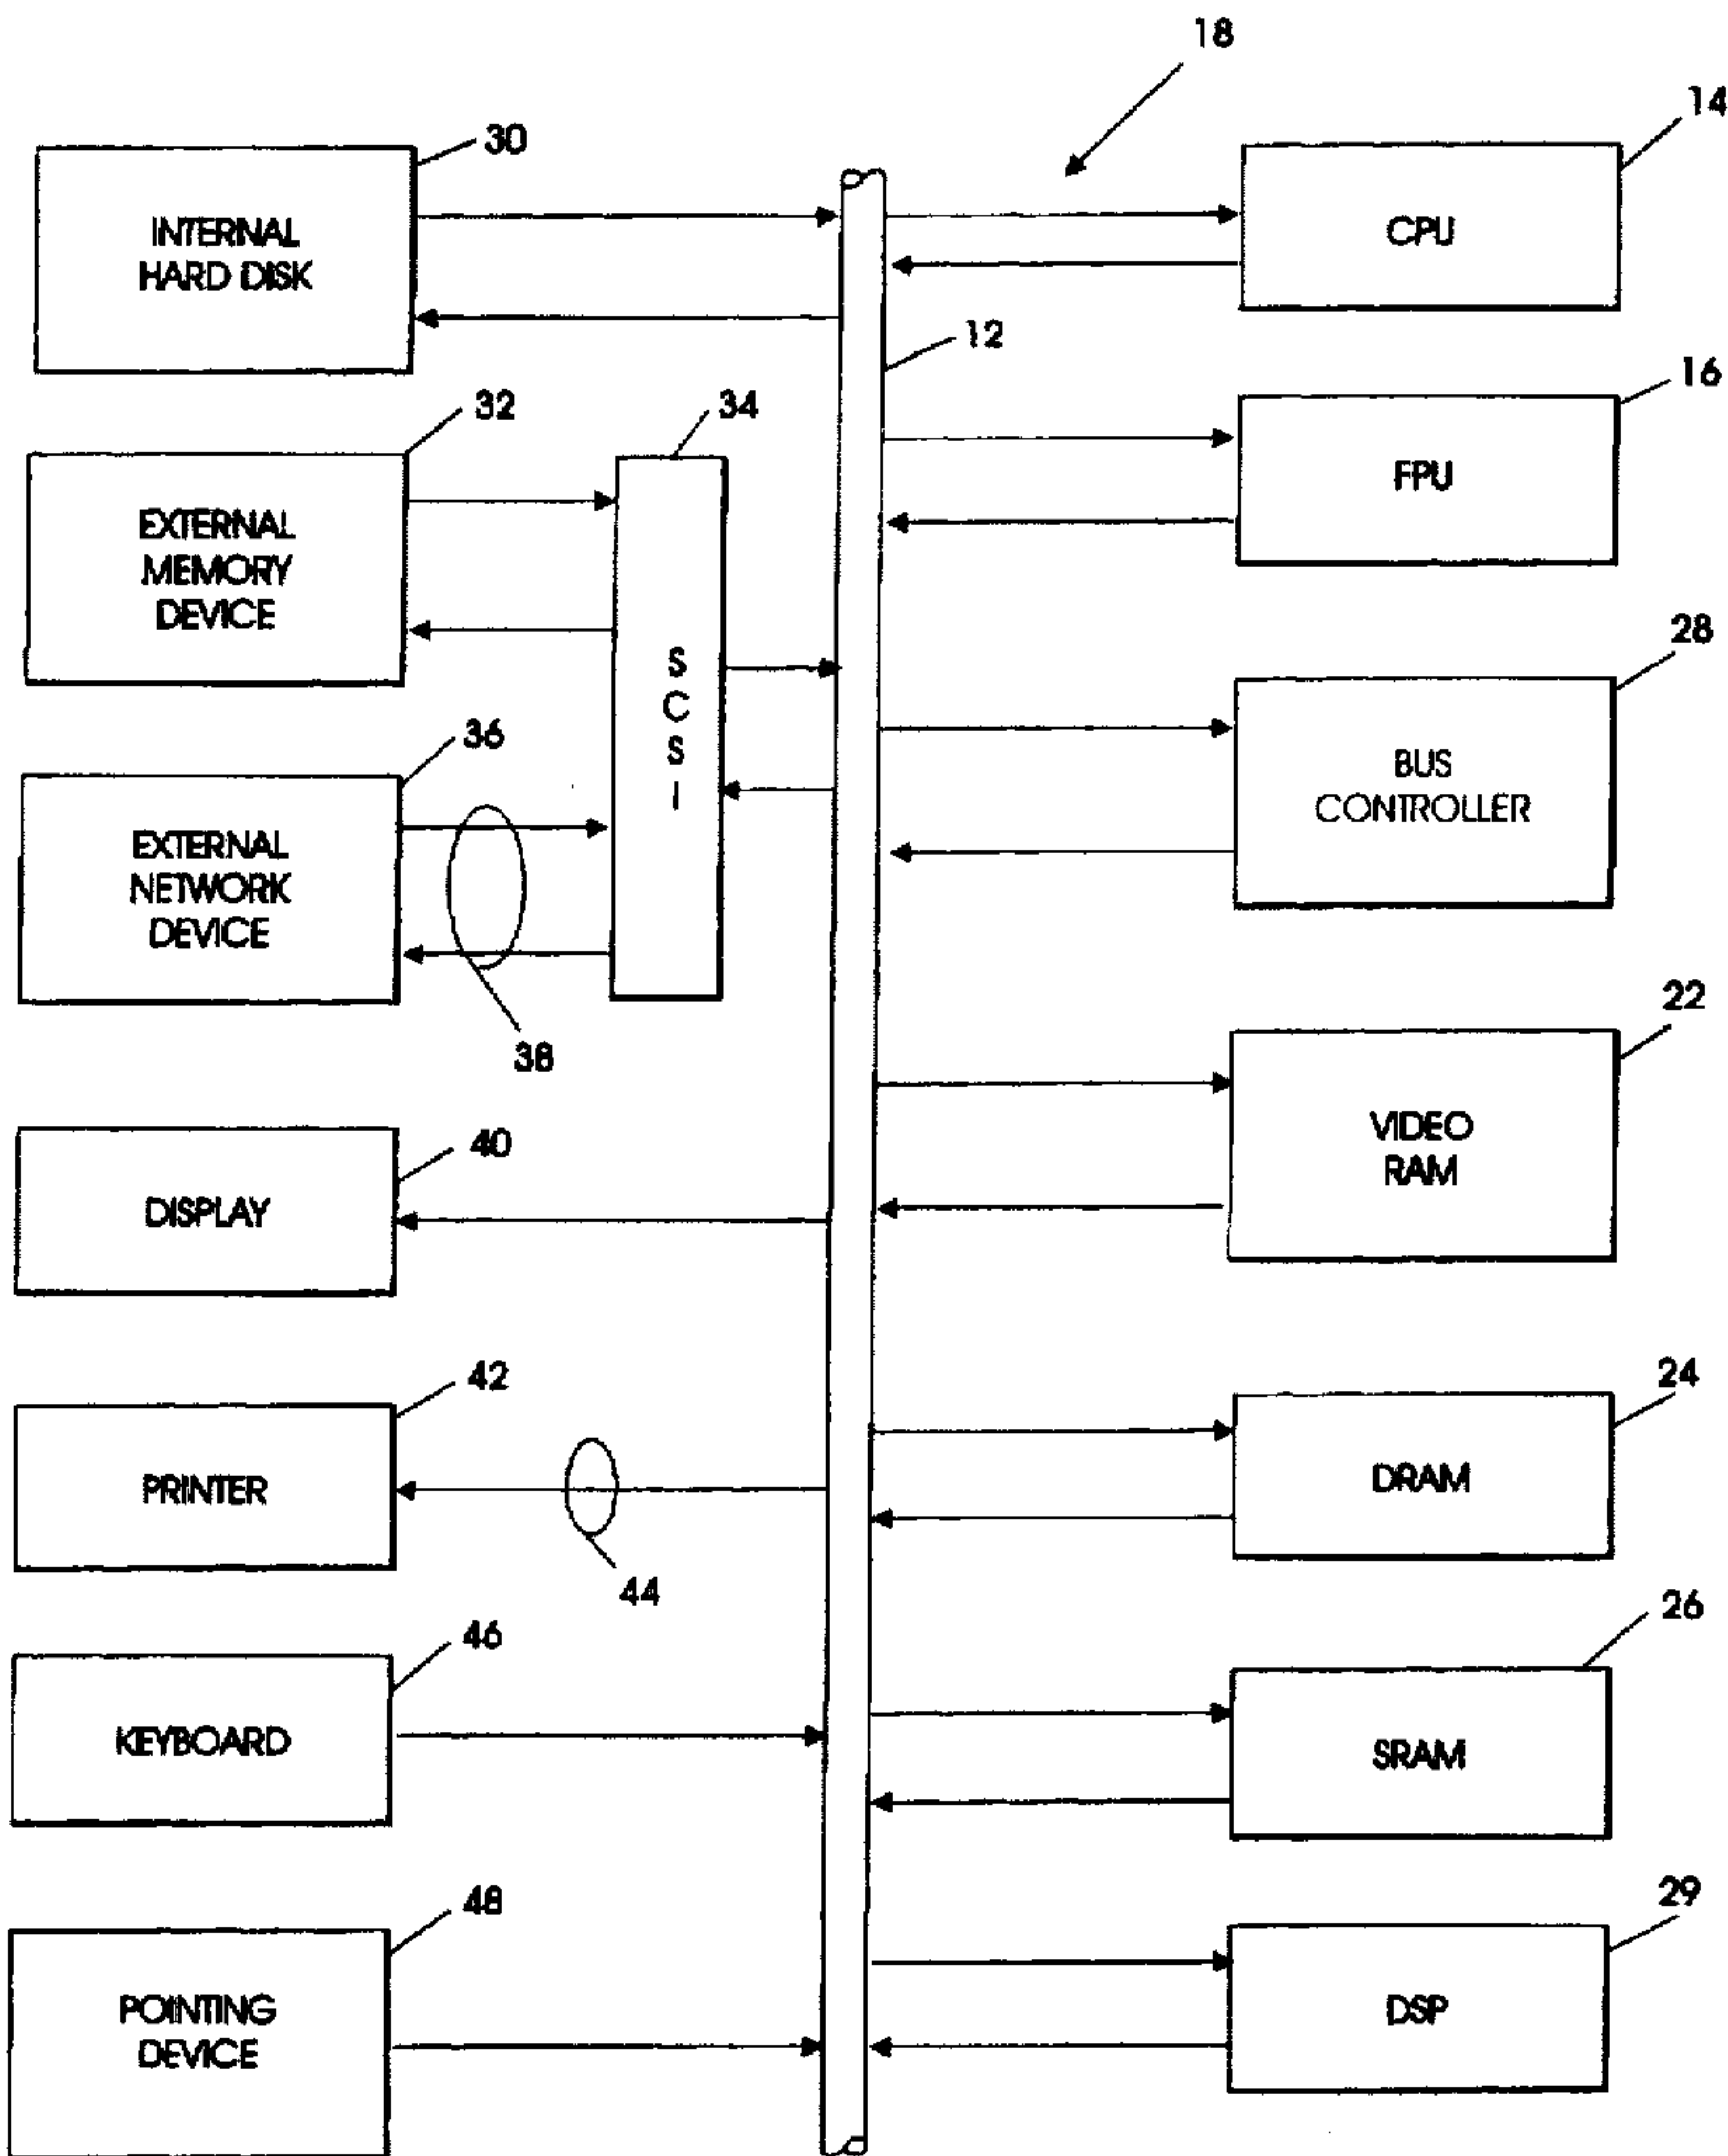 18
14
30
INTERNAL
HARD DISK
CPU
12
16
32
34
FPU
EXTERNAL
MEMORY
DEVICE
S
C
S
I
28
36
BUS
CONTROLLER
EXTERNAL
NETWORK
DEVICE
38
22
VIDEO
RAM
40
DISPLAY
42
24
PRINTER
DRAM
44
46
26
KEYBOARD
SRAM
48
29
POINTING
DEVICE
DSP